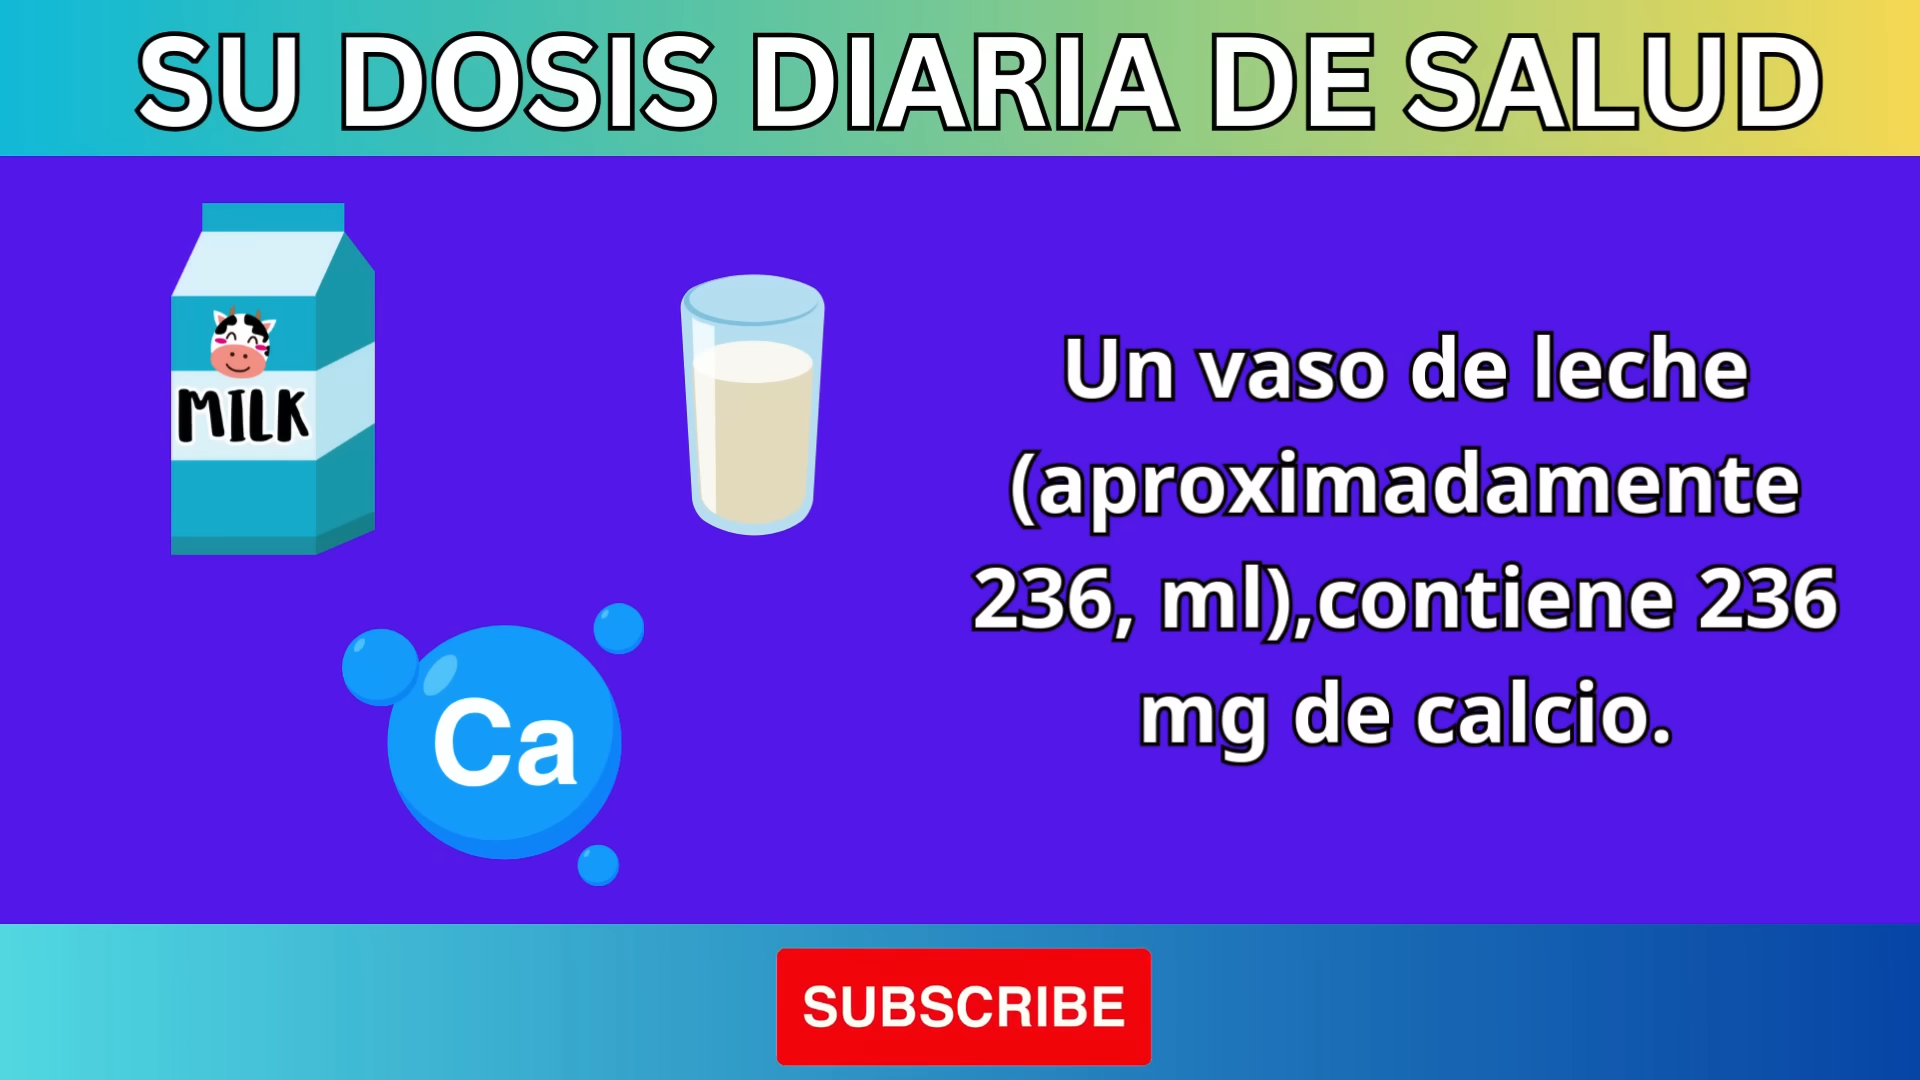 SU DOSIS DIARIA DE SALUD
MILK
Un vaso de leche
(aproximadamente
236, ml),contiene 236
mg de calcio.
Ca
SUBSCRIBE